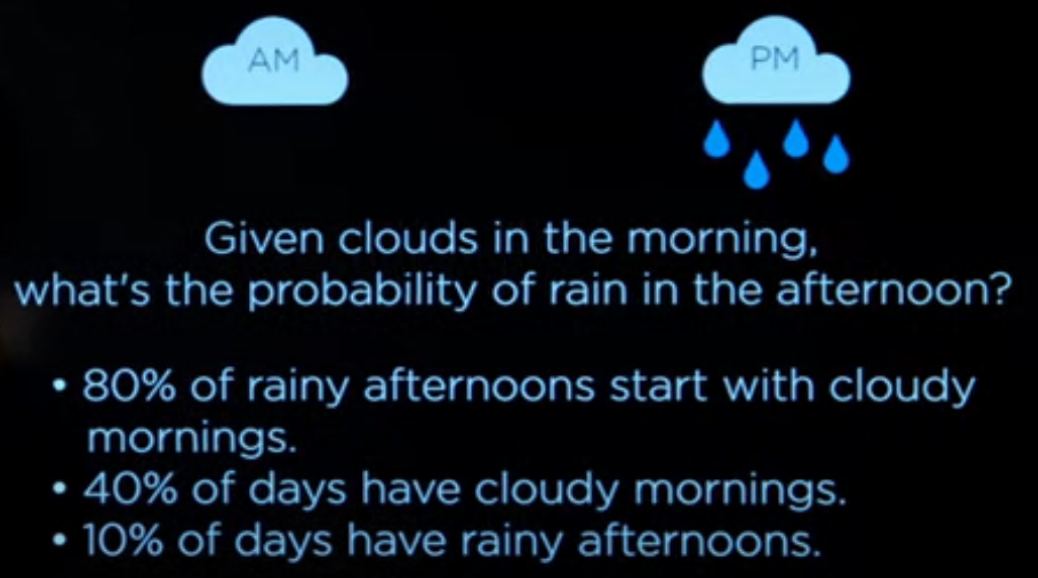 AM
PM
Given clouds in the morning,
what's the probability of rain in the afternoon?
• 80% of rainy afternoons start with cloudy
mornings.
• 40% of days have cloudy mornings.
• 10% of days have rainy afternoons.